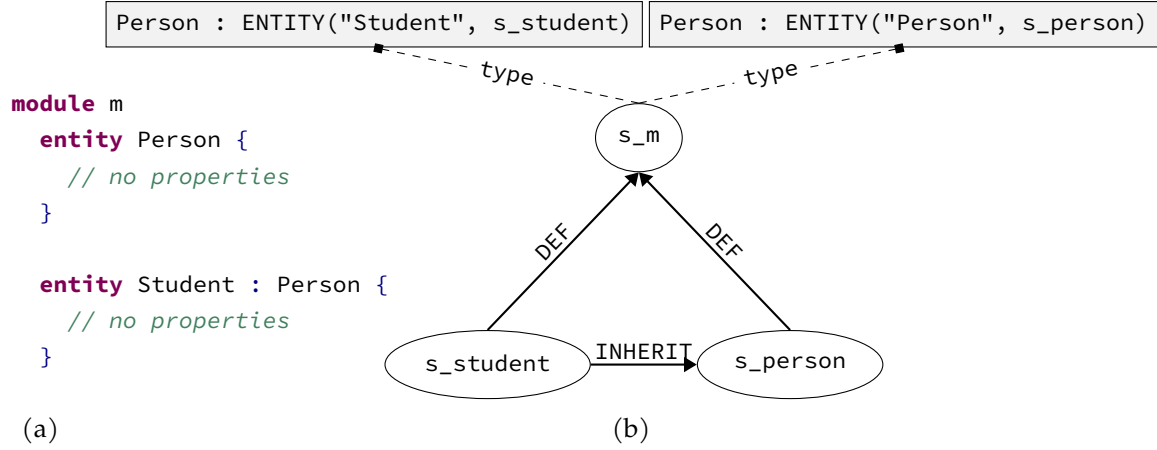 Person : ENTITY("Student", s_student)
Person : ENTITY("Person", s_person)
type
type
module m
entity Person {
// no properties
}
entity Student : Person {
// no properties
}
s_m
DEF
DEF
s_student
INHERIT
s_person
(a)
(b)